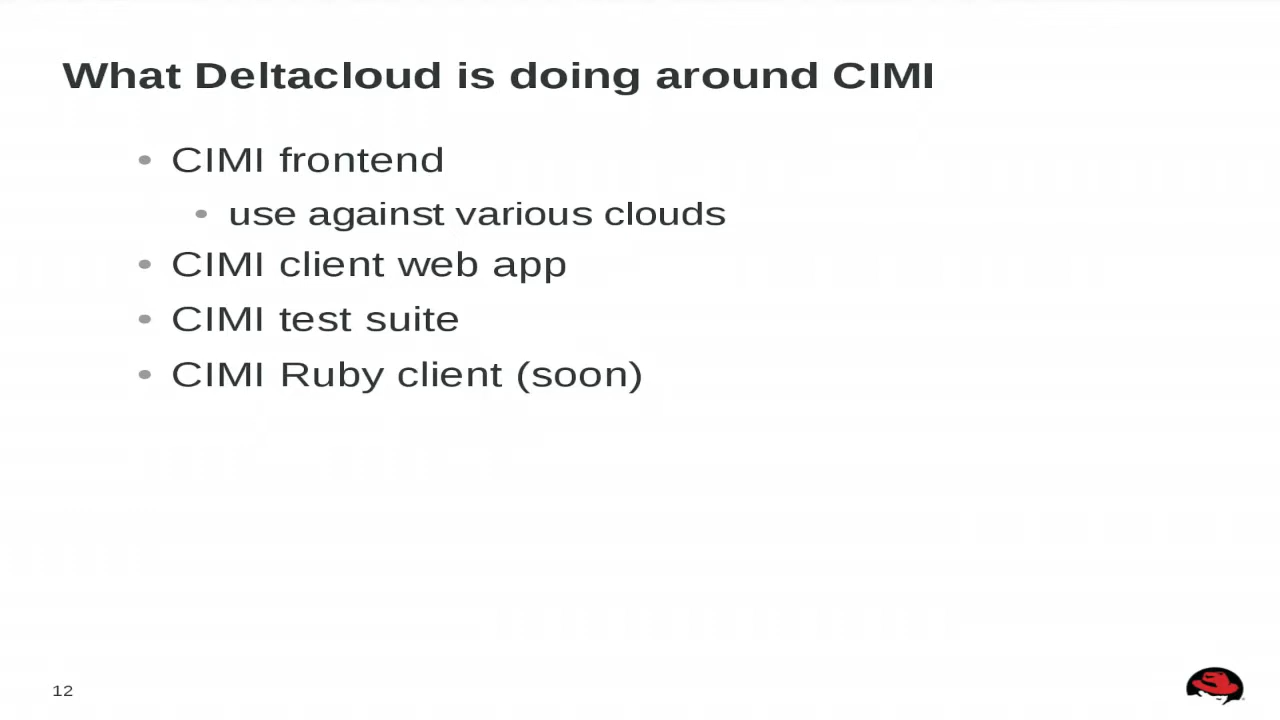 What Deltacloud is doing around CIMI
• CIMI frontend
• use against various clouds
• CIMI client web app
• CIMI test suite
• CIMI Ruby client (soon)
12